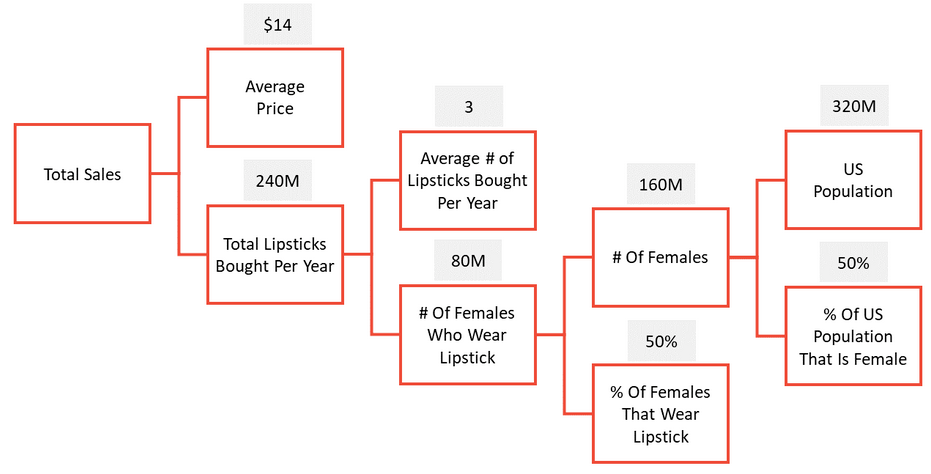 $14
Average
Price
Total Sales
240M
Total Lipsticks
Bought Per Year
3
Average # of
Lipsticks Bought
Per Year
80M
# Of Females
Who Wear
Lipstick
160M
# Of Females
50%
% Of Females
That Wear
Lipstick
320M
US
Population
50%
% Of US
Population
That Is Female